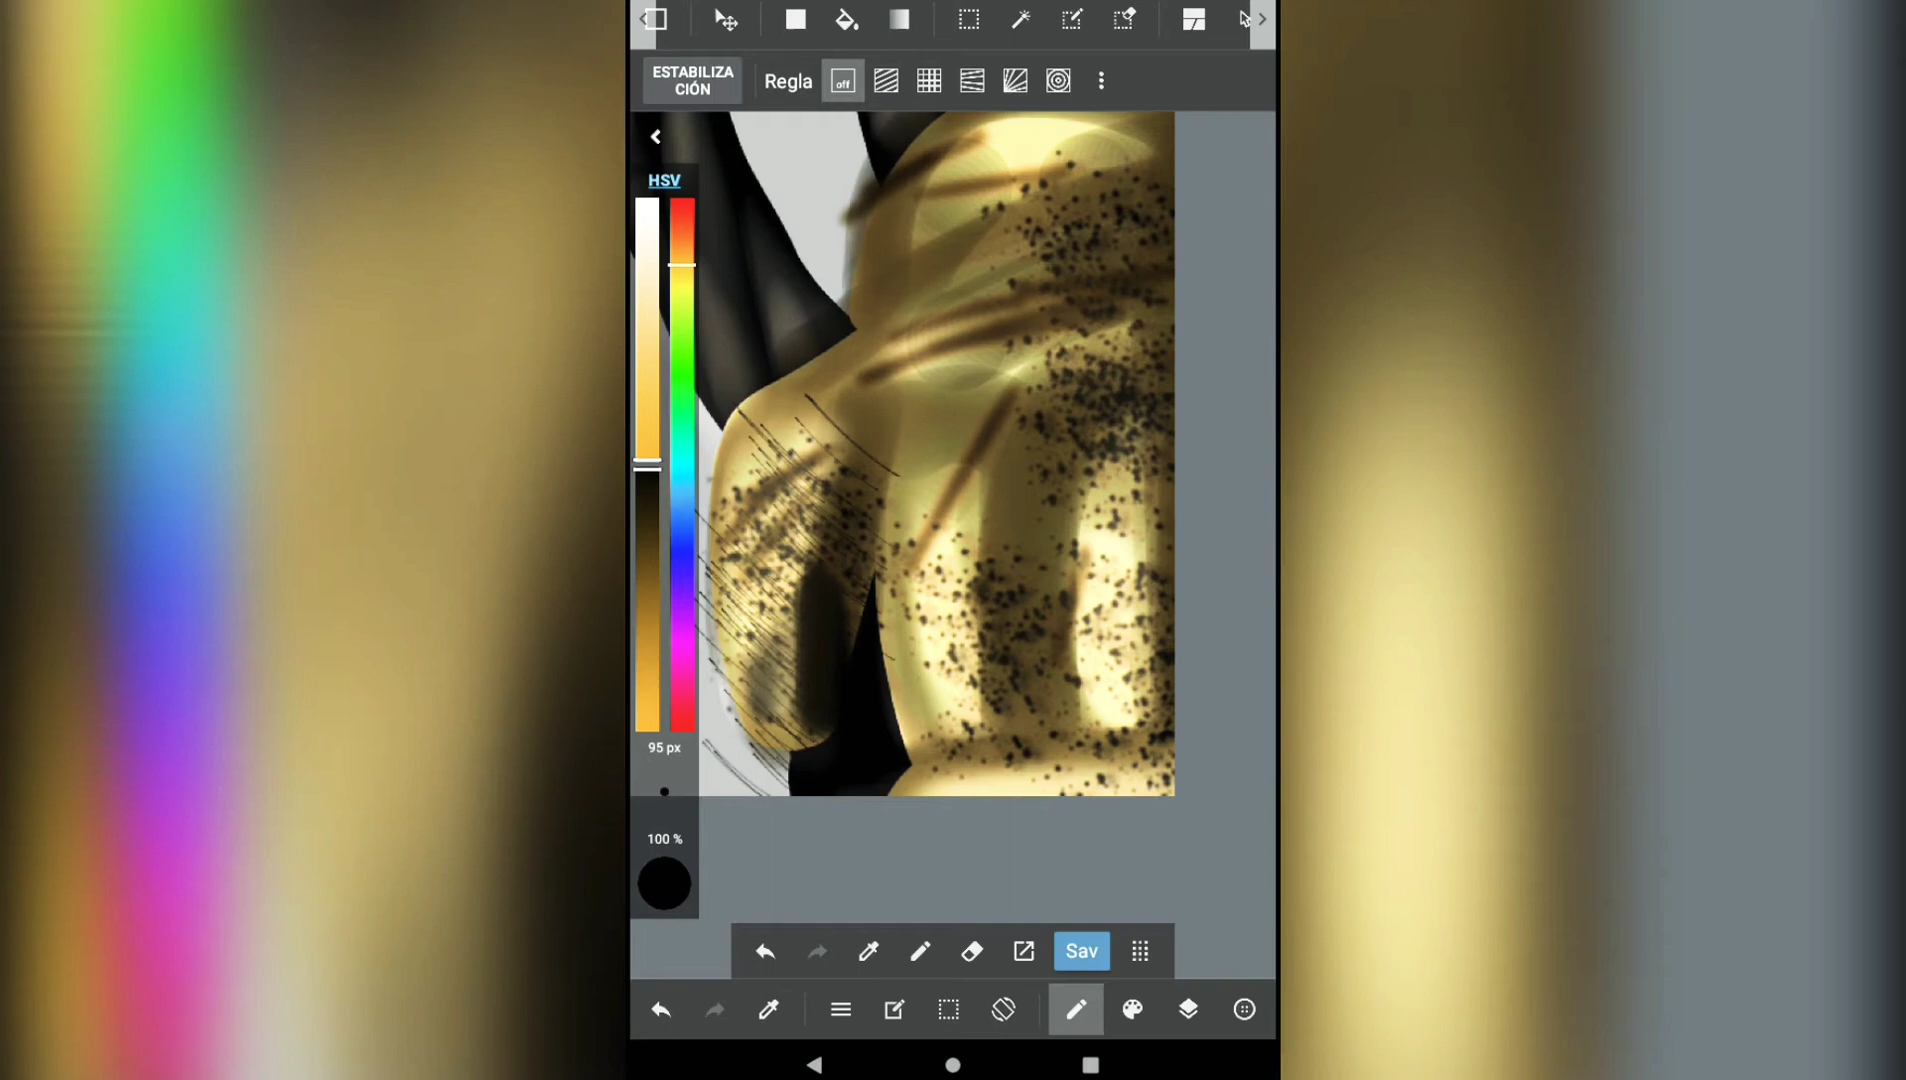 ESTABILIZA
CIÓN
Regla
off
HSV
95 px
100 %
Sav